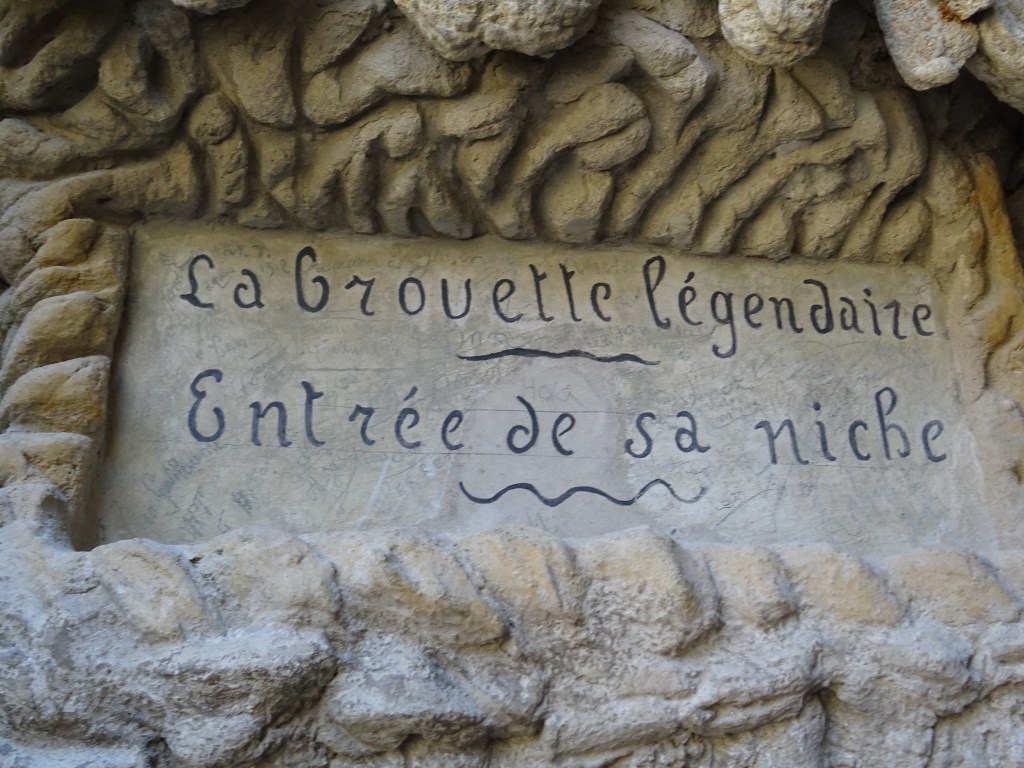 La Brouette légendaire
Entrée de sa niche